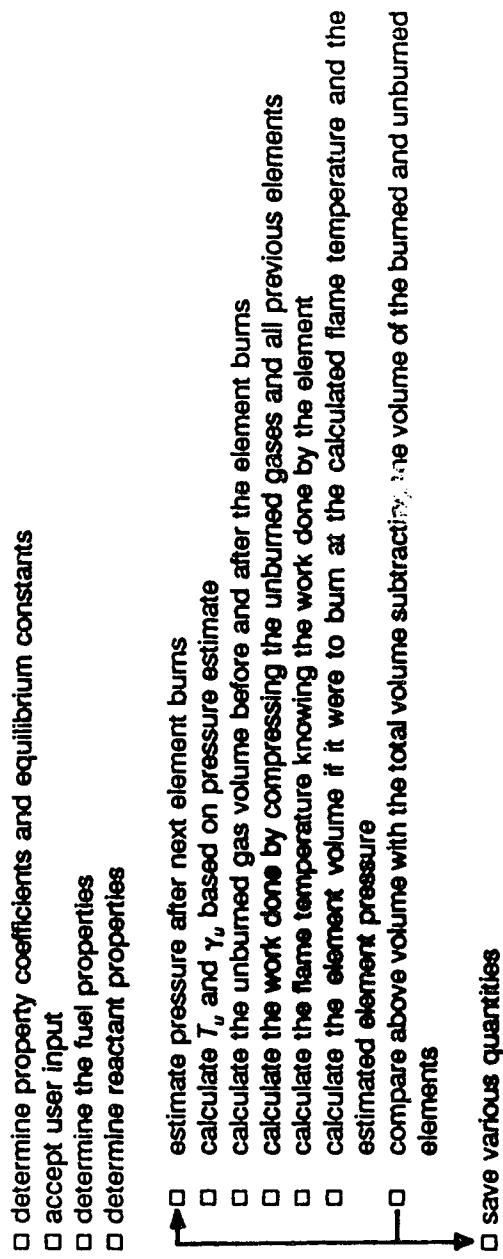 □ determine property coefficients and equilibrium constants
□ accept user input
□ determine the fuel properties
□ determine reactant properties
□ estimate pressure after next element burns
□ calculate Tᵤ and γᵤ based on pressure estimate
□ calculate the unburned gas volume before and after the element burns
□ calculate the work done by compressing the unburned gases and all previous elements
□ calculate the flame temperature knowing the work done by the element
□ calculate the element volume if it were to burn at the calculated flame temperature and the
estimated element pressure
□ compare above volume with the total volume subtracting the volume of the burned and unburned
elements
□ save various quantities